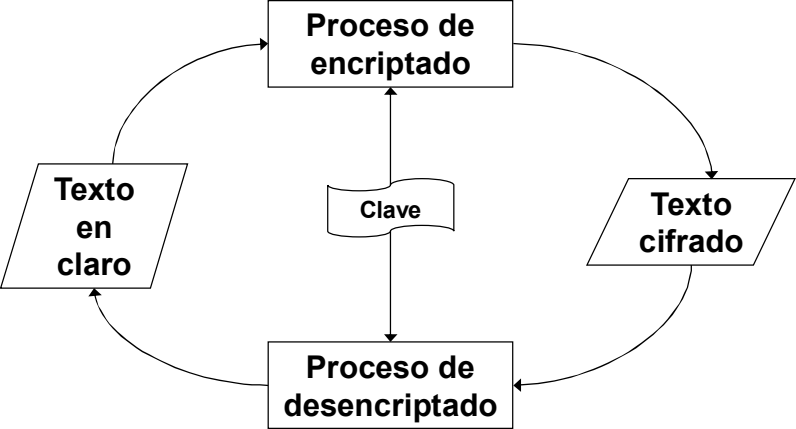 Proceso de
encriptado
Texto
en
claro
Clave
Texto
cifrado
Proceso de
desencriptado